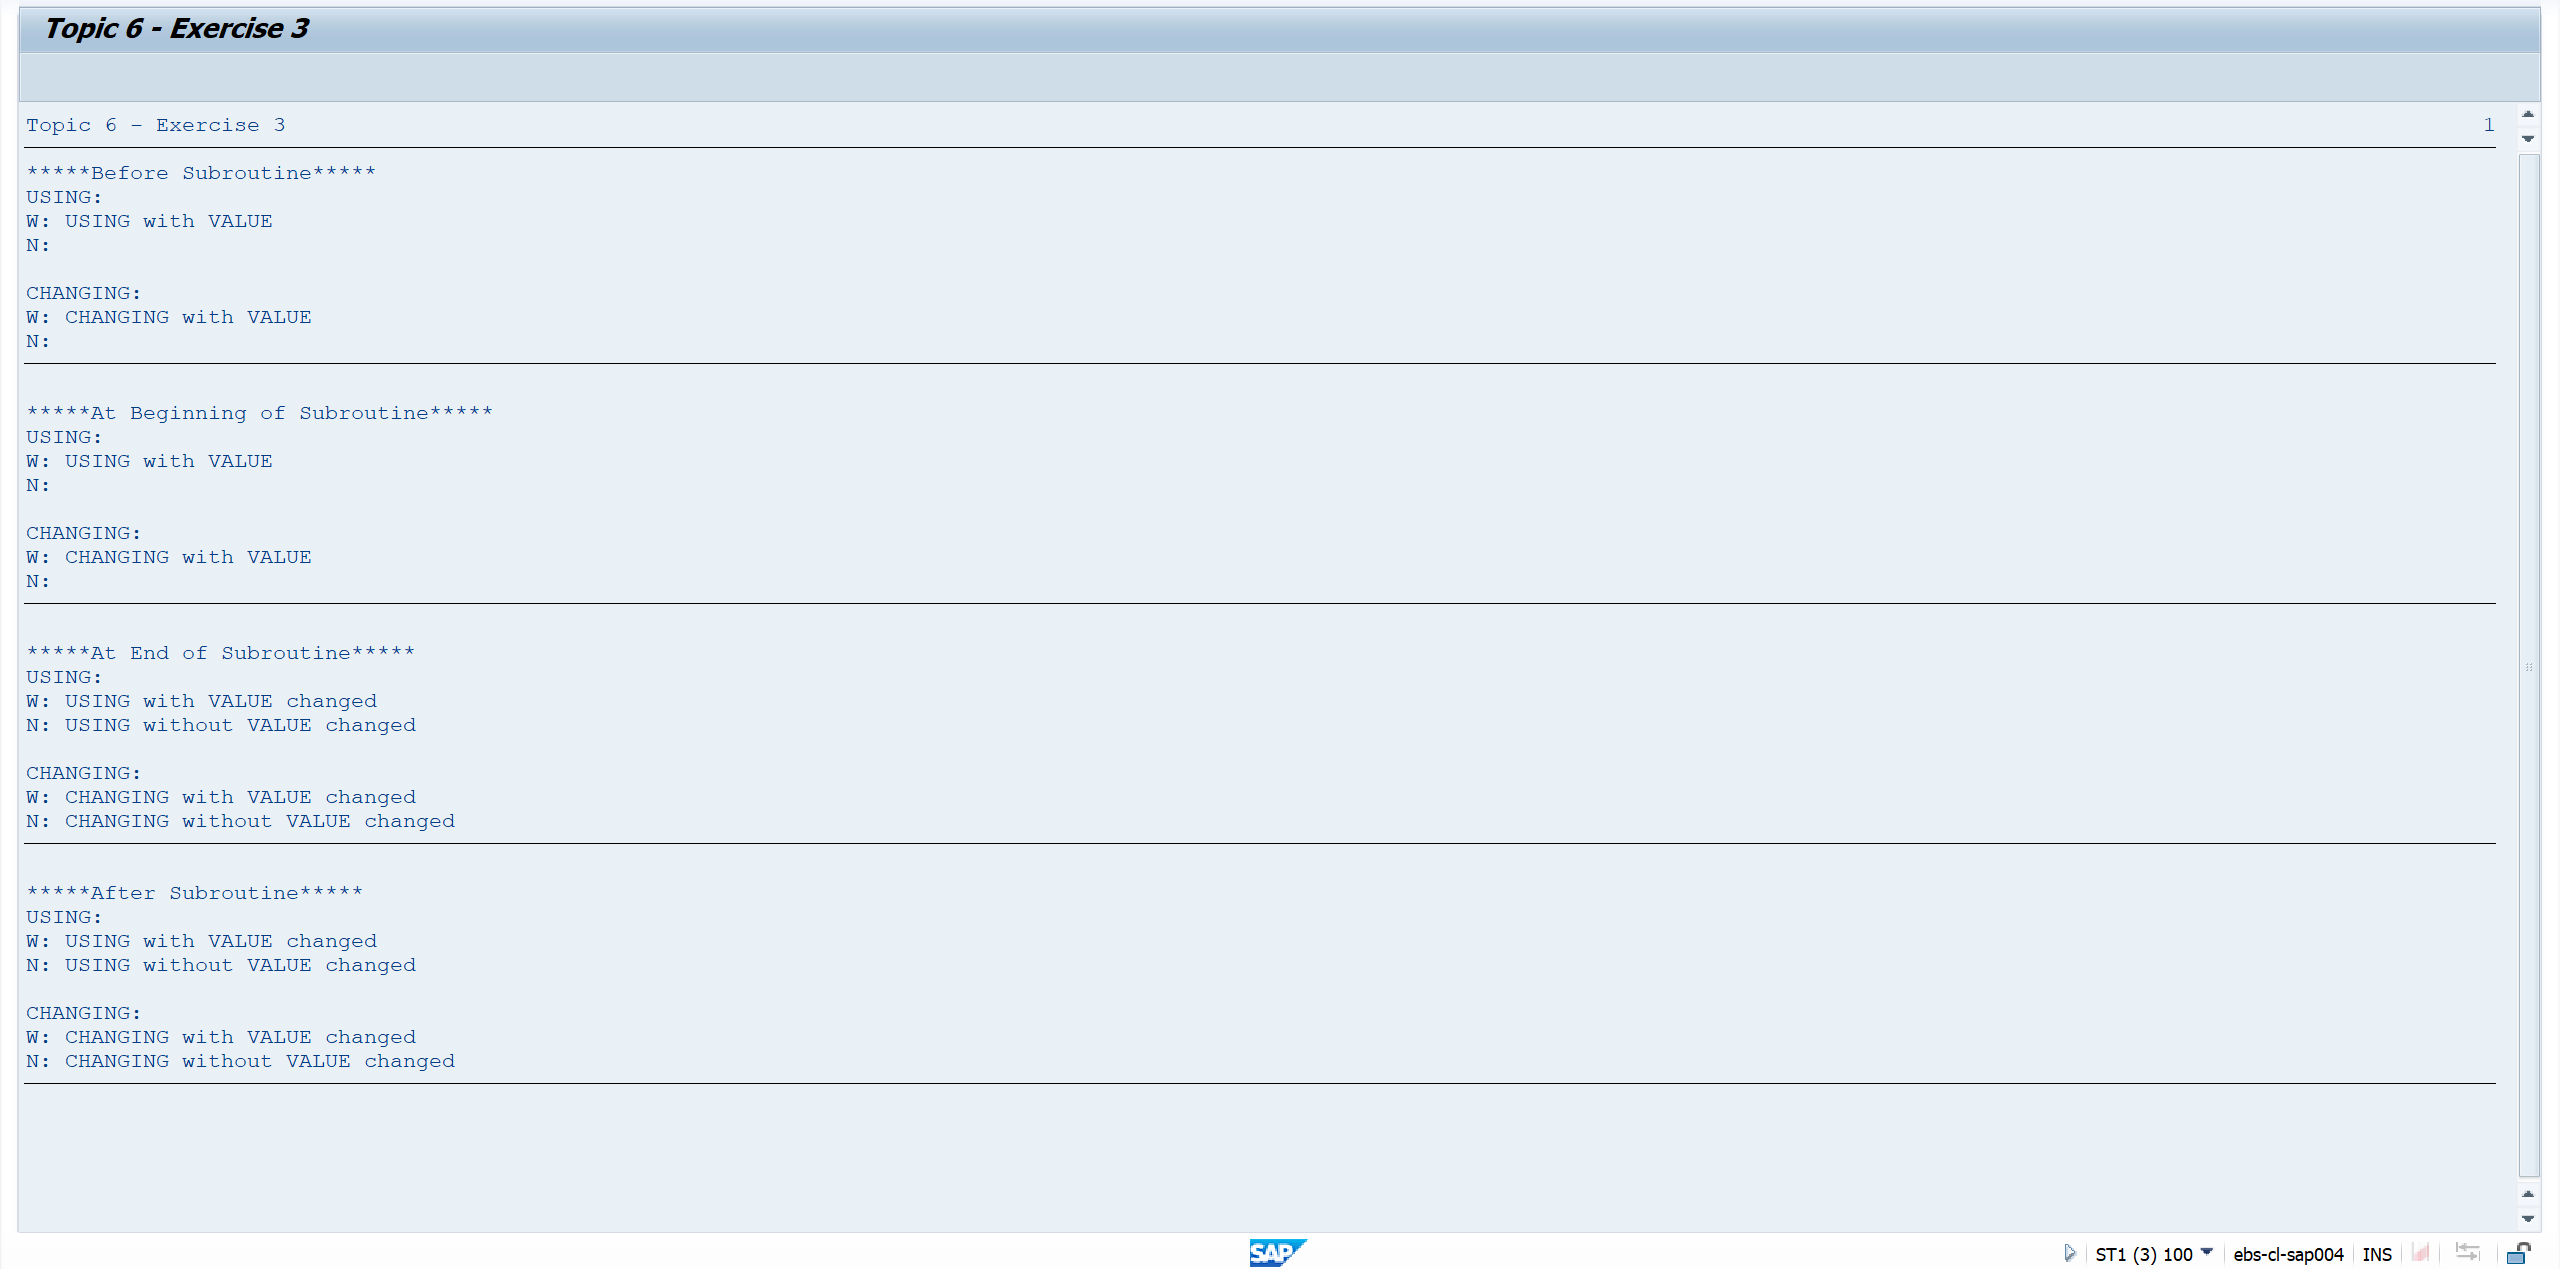 Topic 6 - Exercise 3
Topic 6 - Exercise 3 1
*****Before Subroutine*****
USING:
W: USING with VALUE
N:
CHANGING:
W: CHANGING with VALUE
N:
*****At Beginning of Subroutine*****
USING:
W: USING with VALUE
N:
CHANGING:
W: CHANGING with VALUE
N:
*****At End of Subroutine*****
USING:
W: USING with VALUE changed
N: USING without VALUE changed
CHANGING:
W: CHANGING with VALUE changed
N: CHANGING without VALUE changed
*****After Subroutine*****
USING:
W: USING with VALUE changed
N: USING without VALUE changed
CHANGING:
W: CHANGING with VALUE changed
N: CHANGING without VALUE changed
SAP ST1 (3) 100 ebs-cl-sap004 INS